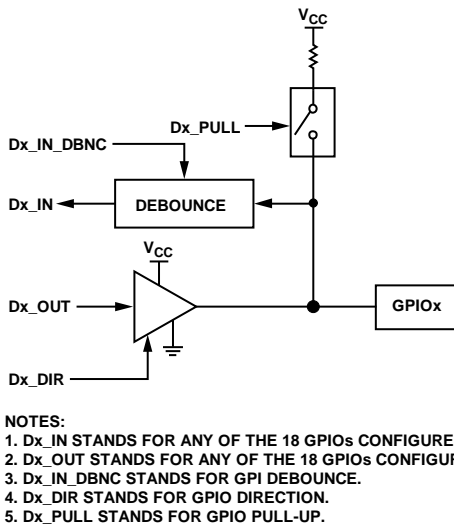 VCC
Dx_PULL
Dx_IN_DBNC
Dx_IN
DEBOUNCE
VCC
Dx_OUT
GPIOx
Dx_DIR
NOTES:
1. Dx_IN STANDS FOR ANY OF THE 18 GPIOs CONFIGURE
2. Dx_OUT STANDS FOR ANY OF THE 18 GPIOs CONFIGU
3. Dx_IN_DBNC STANDS FOR GPI DEBOUNCE.
4. Dx_DIR STANDS FOR GPIO DIRECTION.
5. Dx_PULL STANDS FOR GPIO PULL-UP.